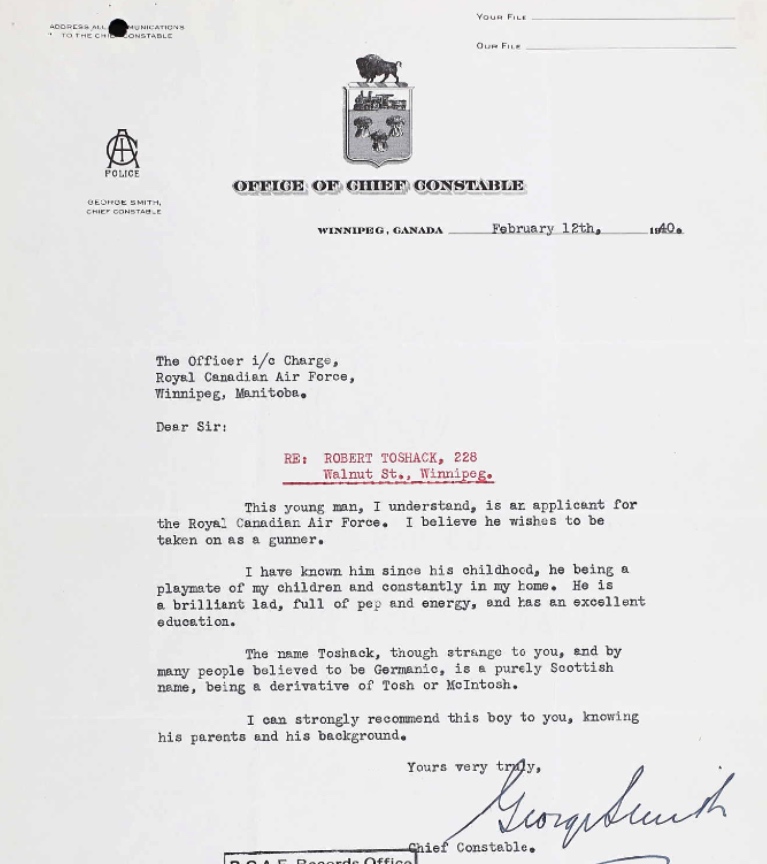 ADDRESS ALL COMMUNICATIONS
TO THE CHIEF CONSTABLE
YOUR FILE
OUR FILE
POLICE
GEORGE SMITH,
CHIEF CONSTABLE
OFFICE OF CHIEF CONSTABLE
WINNIPEG, CANADA February 12th, 1940.
The Officer i/c Charge,
Royal Canadian Air Force,
Winnipeg, Manitoba.
Dear Sir:
RE: ROBERT TOSHACK, 228
Walnut St., Winnipeg.
This young man, I understand, is an applicant for
the Royal Canadian Air Force. I believe he wishes to be
taken on as a gunner.
I have known him since his childhood, he being a
playmate of my children and constantly in my home. He is
a brilliant lad, full of pep and energy, and has an excellent
education.
The name Toshack, though strange to you, and by
many people believed to be Germanic, is a purely Scottish
name, being a derivative of Tosh or McIntosh.
I can strongly recommend this boy to you, knowing
his parents and his background.
Yours very truly,
George Smith
Chief Constable.
R.C.A.F. Records Office